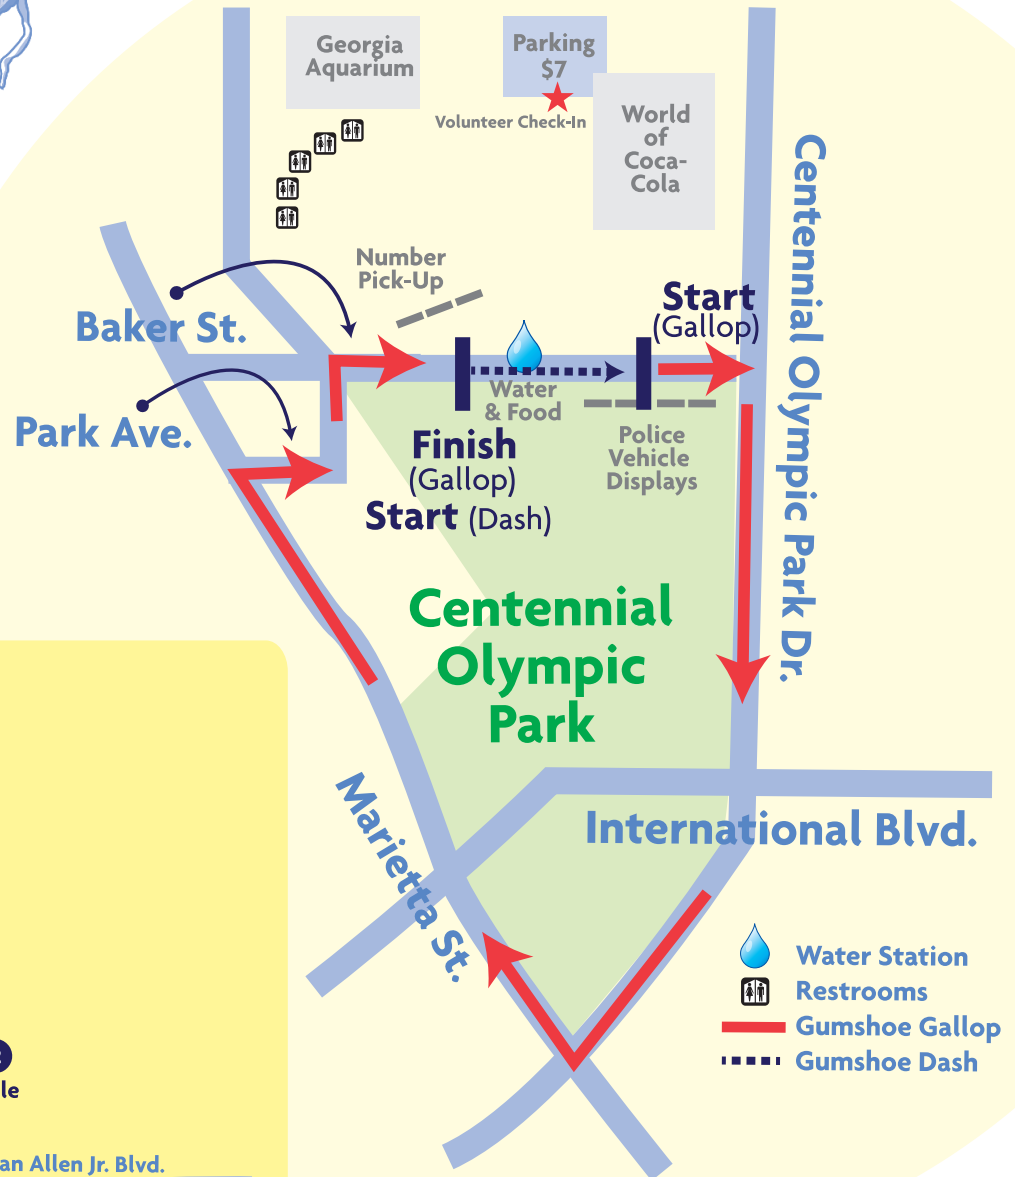 Georgia
Aquarium
Parking
$7
Volunteer Check-In
World
of
Coca-
Cola
Centennial Olympic Park Dr.
Number
Pick-Up
Start
(Gallop)
Baker St.
Water
& Food
Park Ave.
Finish
(Gallop)
Start (Dash)
Police
Vehicle
Displays
Centennial
Olympic
Park
Marietta St.
International Blvd.
Water Station
Restrooms
Gumshoe Gallop
Gumshoe Dash
le
an Allen Jr. Blvd.